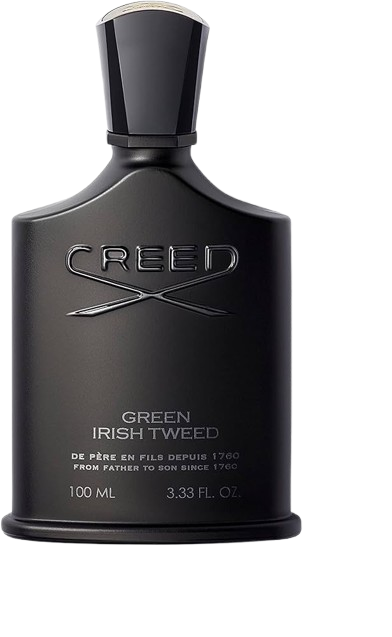 CREED
GREEN
IRISH TWEED
DE PÈRE EN FILS DEPUIS 1760
FROM FATHER TO SON SINCE 1760
100 ML 3.33 FL. OZ.